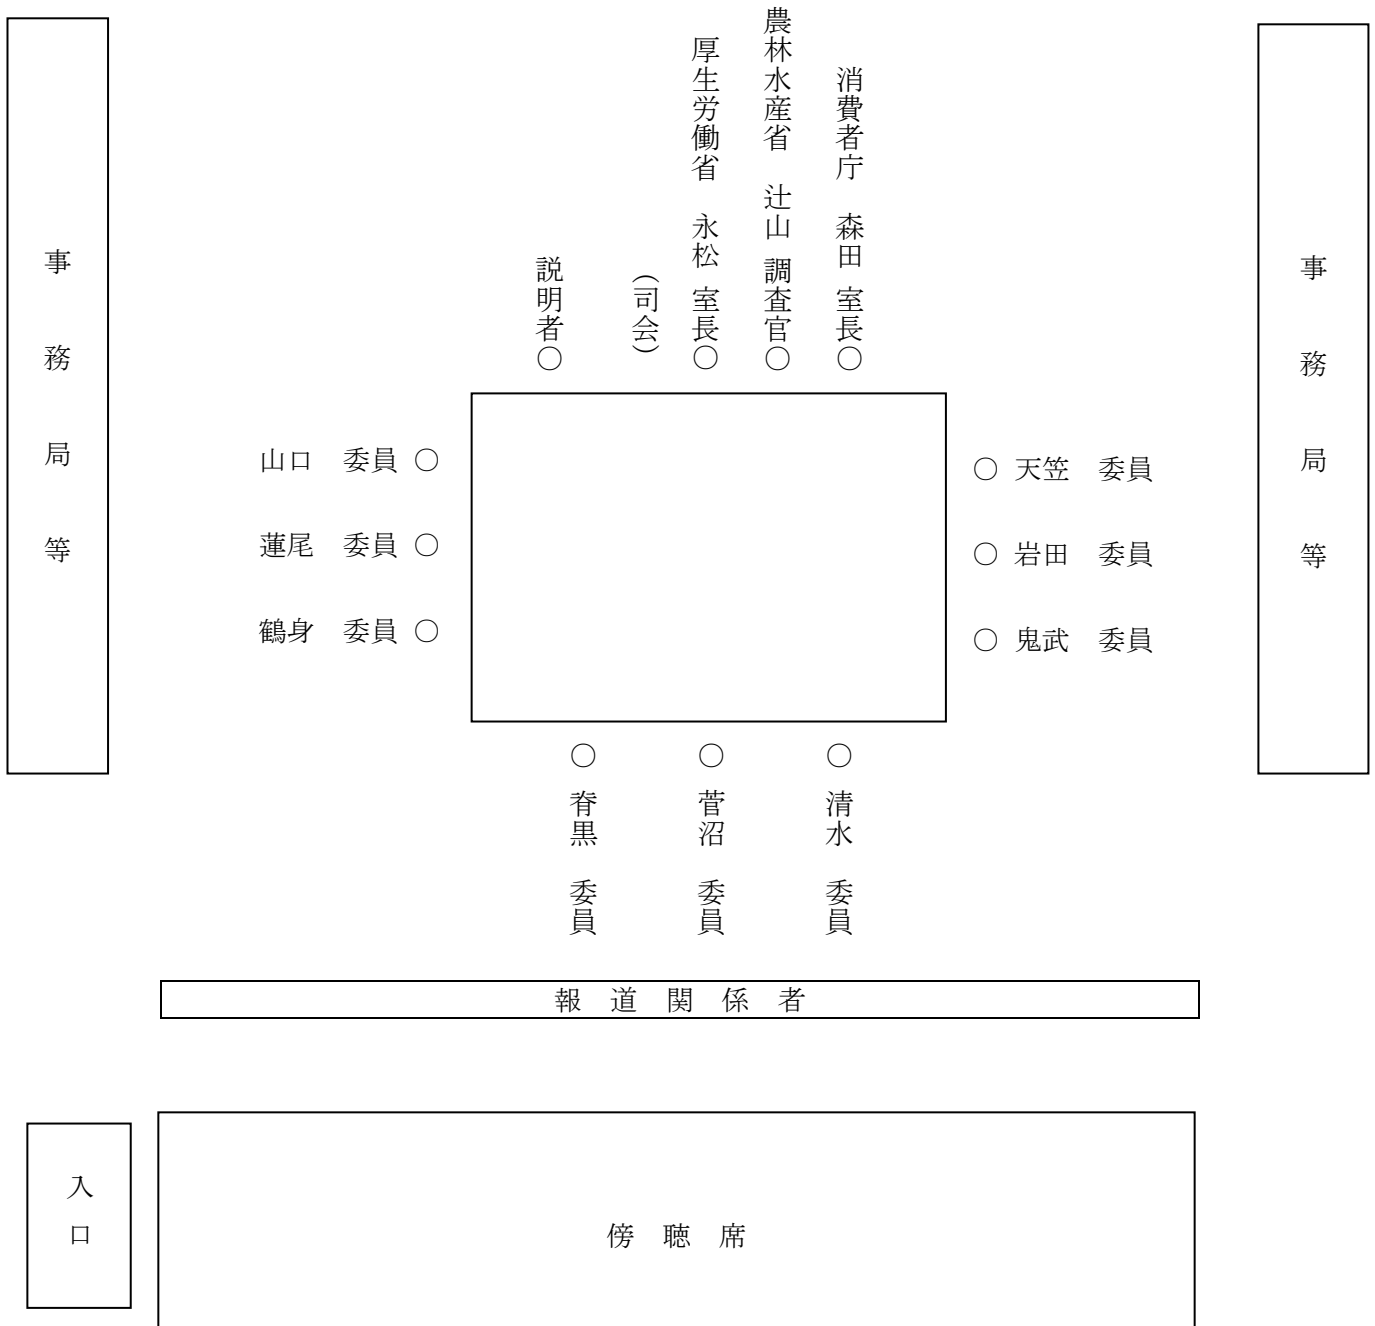 消費者庁　森田 室長○
農林水産省　辻山 調査官○
厚生労働省　永松 室長○
（司会）
説明者○
事務局等
事務局等
山口　委員 ○
蓮尾　委員 ○
鶴身　委員 ○
○ 天笠　委員
○ 岩田　委員
○ 鬼武　委員
○ 清水　委員
○ 菅沼　委員
○ 脊黒　委員
報道関係者
入口
傍聴席